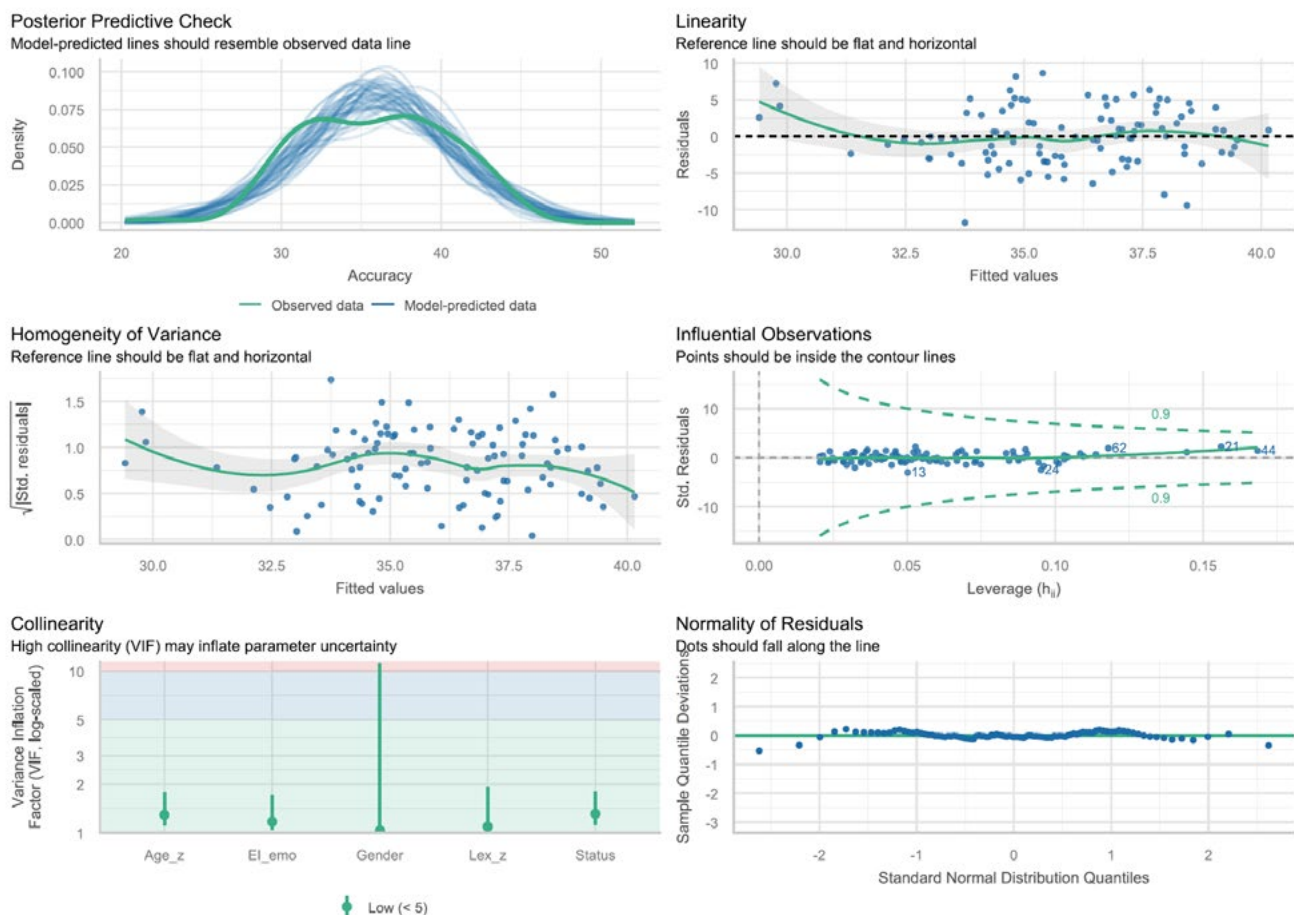 Posterior Predictive Check
Model-predicted lines should resemble observed data line
Density
0.100
0.075
0.050
0.025
0.000
20
30
40
50
Accuracy
Observed data
Model-predicted data
Linearity
Reference line should be flat and horizontal
Residuals
10
5
0
-5
-10
30.0
32.5
35.0
37.5
40.0
Fitted values
Homogeneity of Variance
Reference line should be flat and horizontal
√|Std. residuals|
1.5
1.0
0.5
0.0
30.0
32.5
35.0
37.5
40.0
Fitted values
Influential Observations
Points should be inside the contour lines
Std. Residuals
10
0
-10
0.9
62
21
44
13
24
0.9
0.00
0.05
0.10
0.15
Leverage (hii)
Collinearity
High collinearity (VIF) may inflate parameter uncertainty
Variance Inflation
Factor (VIF, log-scaled)
10
5
3
2
1
Age_z
EI_emo
Gender
Lex_z
Status
Low (< 5)
Normality of Residuals
Dots should fall along the line
Sample Quantile Deviations
2
1
0
-1
-2
-3
-2
-1
0
1
2
Standard Normal Distribution Quantiles